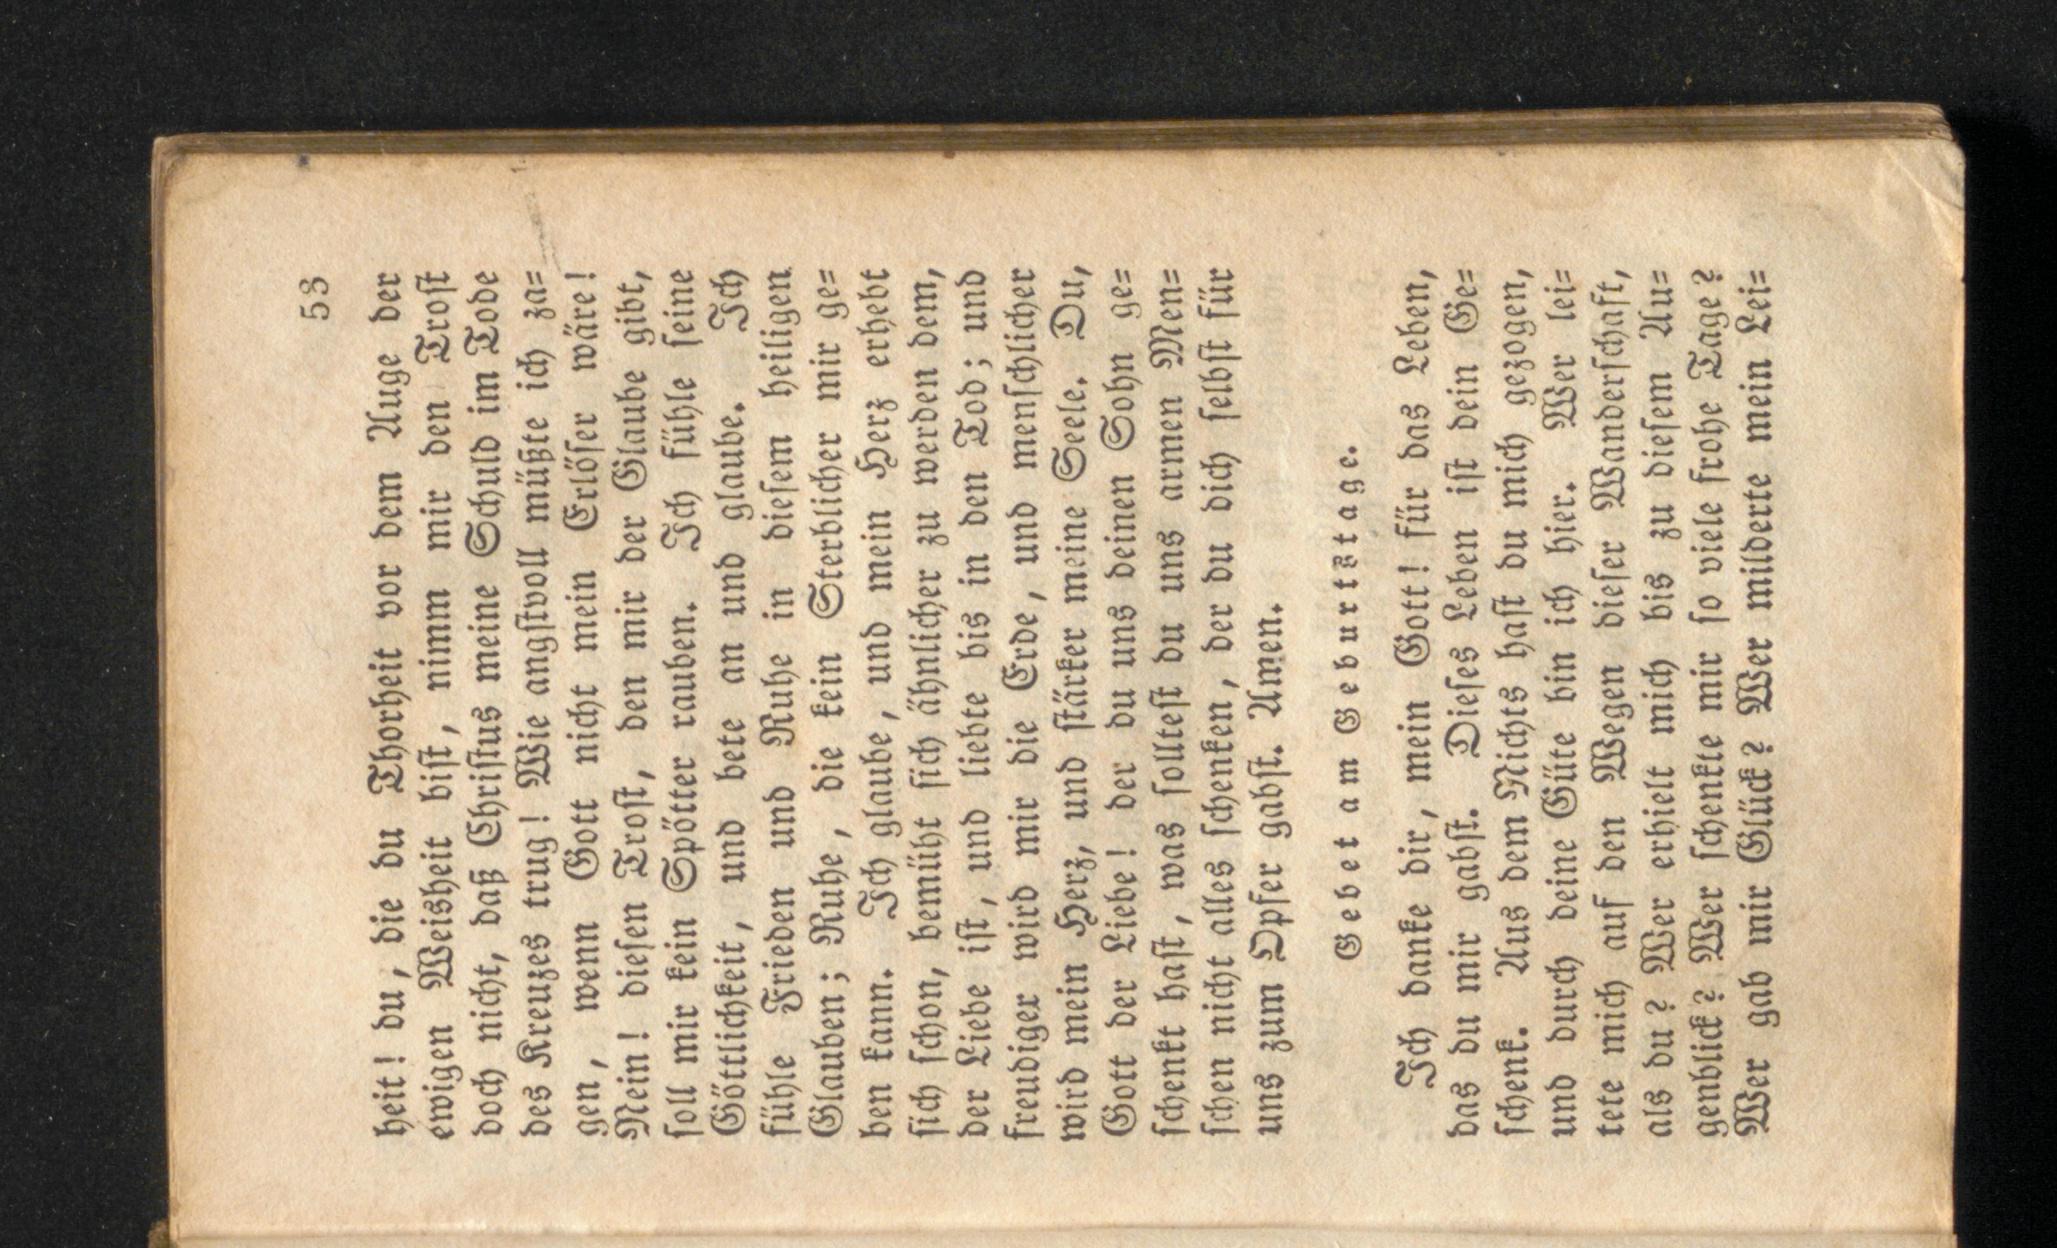 53
heit! du, die du Thorheit vor dem Auge der
ewigen Weisheit bist, nimm mir den Trost
doch nicht, daß Christus meine Schuld im Tode
des Kreuzes trug! Wie angstvoll müßte ich za=
gen, wenn Gott nicht mein Erlöser wäre!
Nein! diesen Trost, den mir der Glaube gibt,
soll mir kein Spötter rauben. Ich fühle seine
Göttlichkeit, und bete an und glaube. Ich
fühle Frieden und Ruhe in diesem heiligen
Glauben; Ruhe, die kein Sterblicher mir ge=
ben kann. Ich glaube, und mein Herz erhebt
sich schon, bemüht sich ähnlicher zu werden dem,
der Liebe ist, und liebte bis in den Tod; und
freudiger wird mir die Erde, und menschlicher
wird mein Herz, und stärker meine Seele. Du,
Gott der Liebe! der du uns deinen Sohn ge=
schenkt hast, was solltest du uns armen Men=
schen nicht alles schenken, der du dich selbst für
uns zum Opfer gabst. Amen.
Gebet am Geburtstage.
Ich danke dir, mein Gott! für das Leben,
das du mir gabst. Dieses Leben ist dein Ge=
schenk. Aus dem Nichts hast du mich gezogen,
und durch deine Güte bin ich hier. Wer lei=
tete mich auf den Wegen dieser Wanderschaft,
als du? Wer erhielt mich bis zu diesem Au=
genblick? Wer schenkte mir so viele frohe Tage?
Wer gab mir Glück? Wer milderte mein Lei=